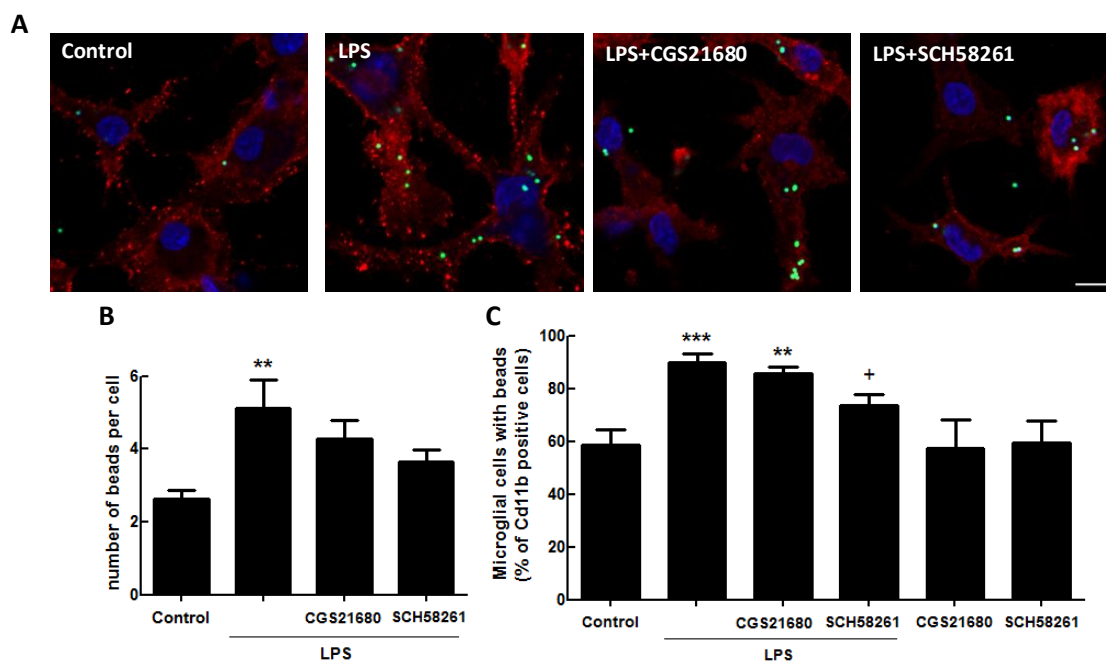 A
Control
LPS
LPS+CGS21680
LPS+SCH58261
B
number of beads per cell
6
4
2
0
**
Control
CGS21680
SCH58261
LPS
C
Microglial cells with beads
(% of Cd11b positive cells)
100
80
60
40
20
0
***
**
+
Control
CGS21680
SCH58261
CGS21680
SCH58261
LPS